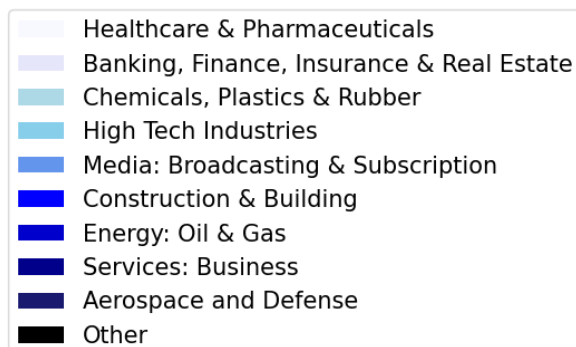 Healthcare & Pharmaceuticals
Banking, Finance, Insurance & Real Estate
Chemicals, Plastics & Rubber
High Tech Industries
Media: Broadcasting & Subscription
Construction & Building
Energy: Oil & Gas
Services: Business
Aerospace and Defense
Other